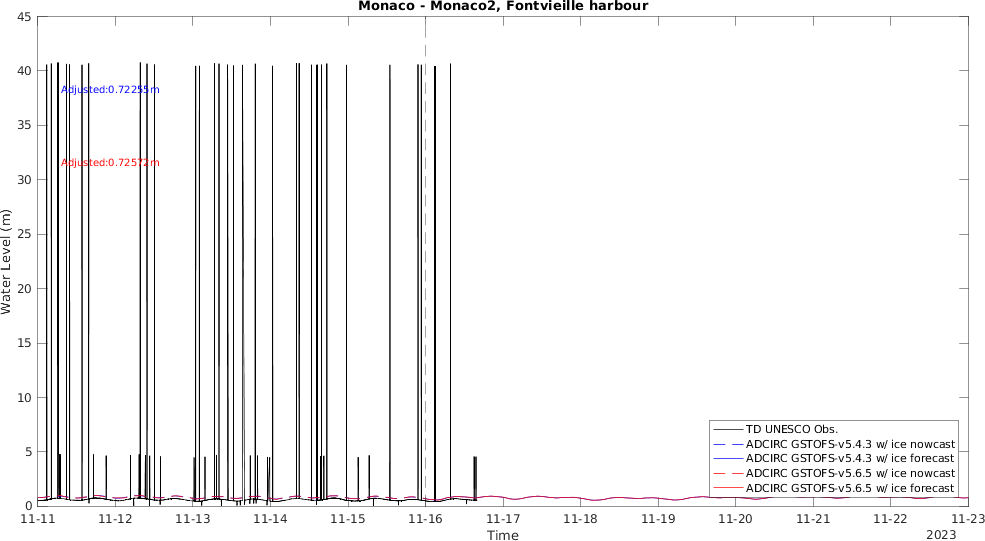 Monaco - Monaco2, Fontvieille harbour
45
40
35
30
25
20
15
10
5
0
Water Level (m)
Adjusted:0.72255m
Adjusted:0.72572m
TD UNESCO Obs.
ADCIRC GSTOFS-v5.4.3 w/ ice nowcast
ADCIRC GSTOFS-v5.4.3 w/ ice forecast
ADCIRC GSTOFS-v5.6.5 w/ ice nowcast
ADCIRC GSTOFS-v5.6.5 w/ ice forecast
11-11 11-12 11-13 11-14 11-15 11-16 11-17 11-18 11-19 11-20 11-21 11-22 11-23
Time
2023